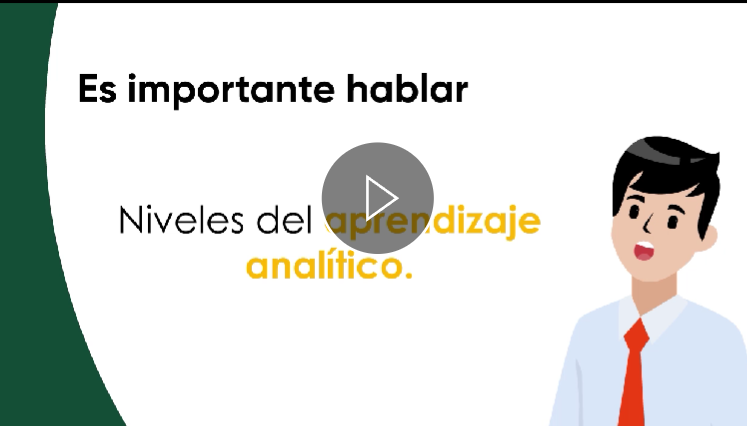 Es importante hablar
Niveles del aprendizaje
analítico.